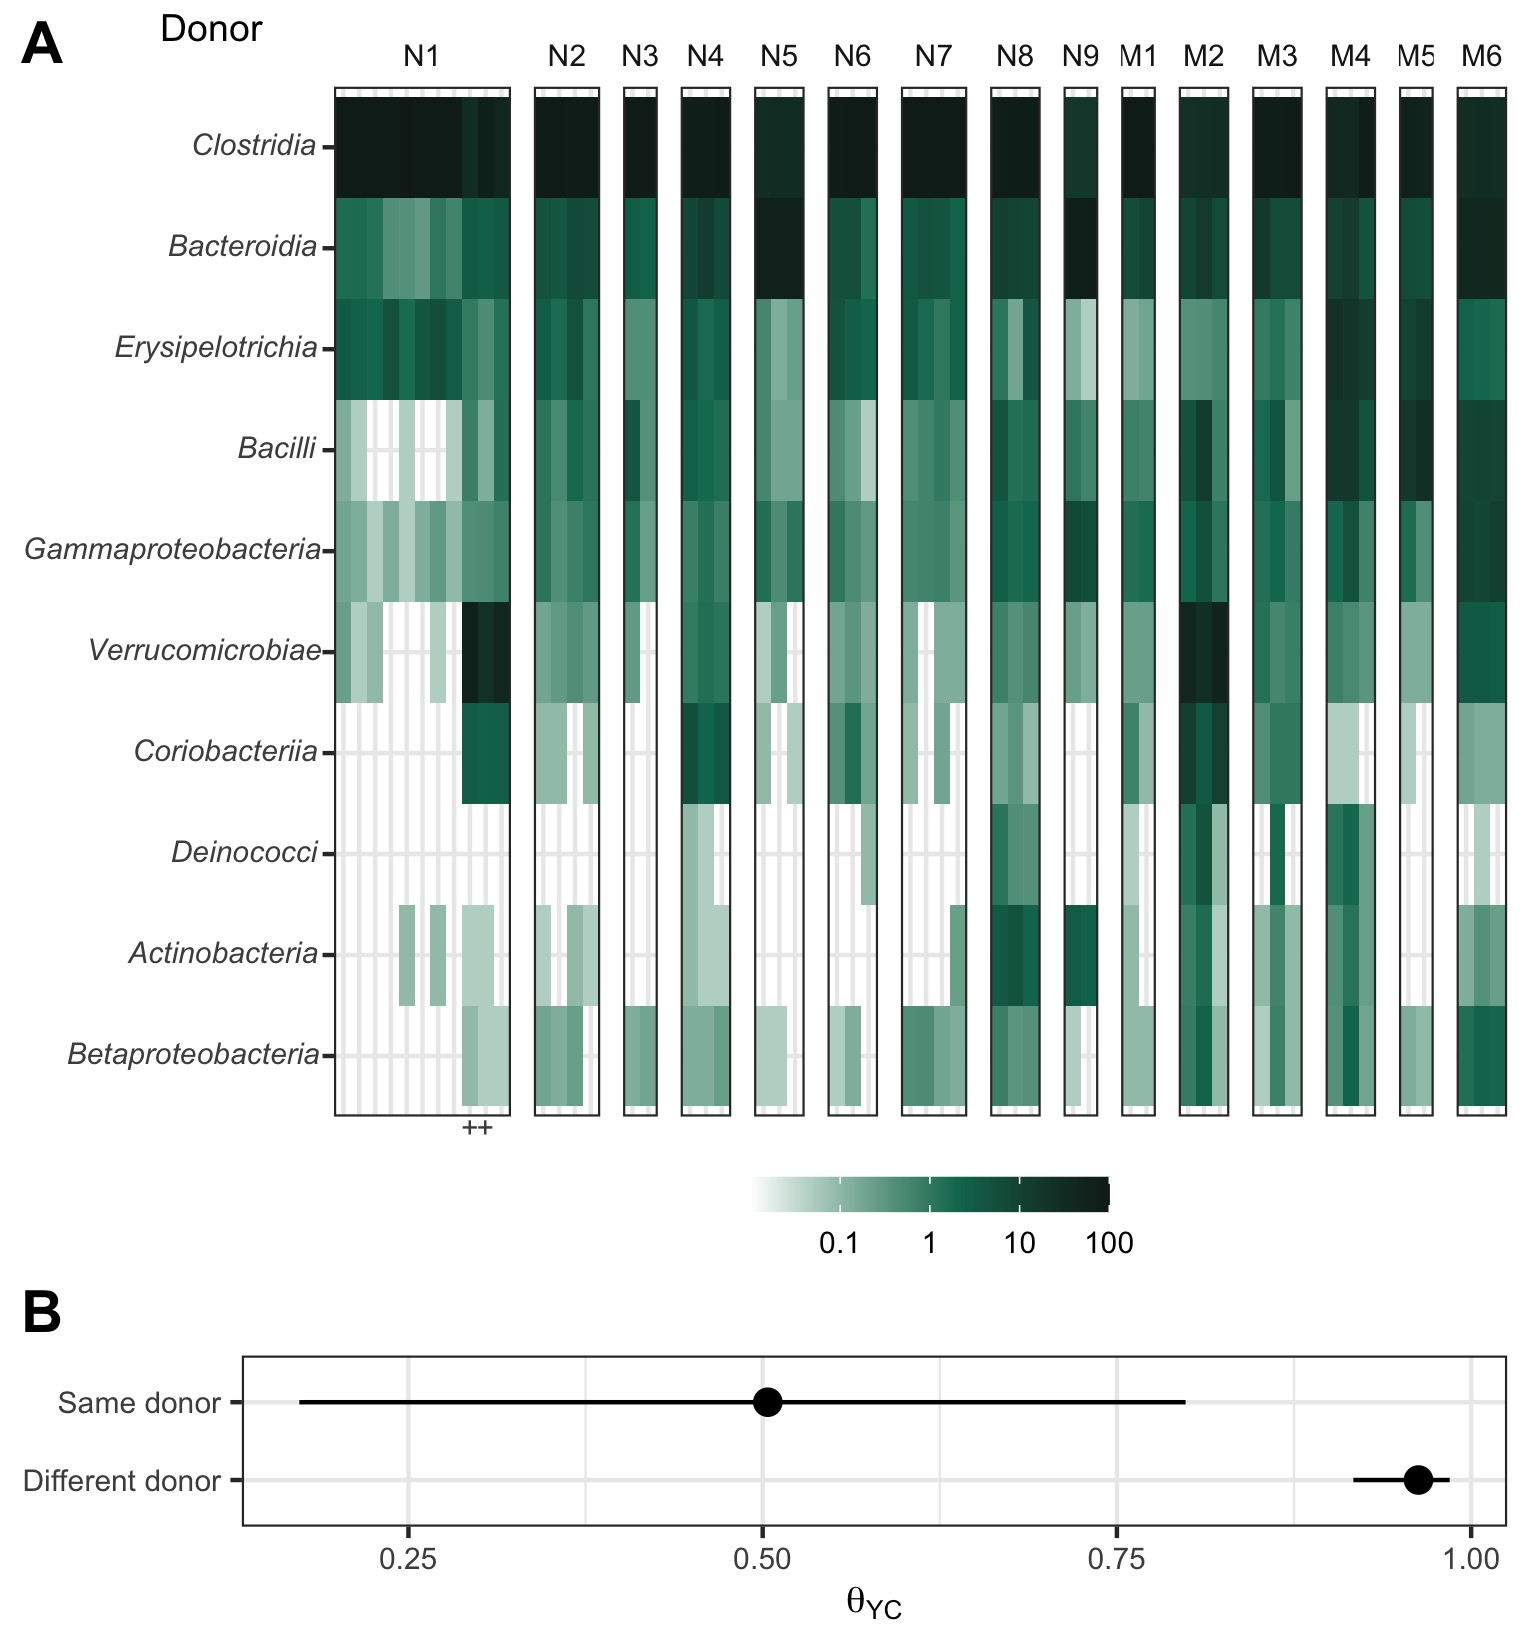 A
Donor
N1 N2 N3 N4 N5 N6 N7 N8 N9 M1 M2 M3 M4 M5 M6
Clostridia
Bacteroidia
Erysipelotrichia
Bacilli
Gammaproteobacteria
Verrucomicrobiae
Coriobacteriia
Deinococci
Actinobacteria
Betaproteobacteria
++
0.1 1 10 100
B
Same donor
Different donor
0.25 0.50 0.75 1.00
θYC